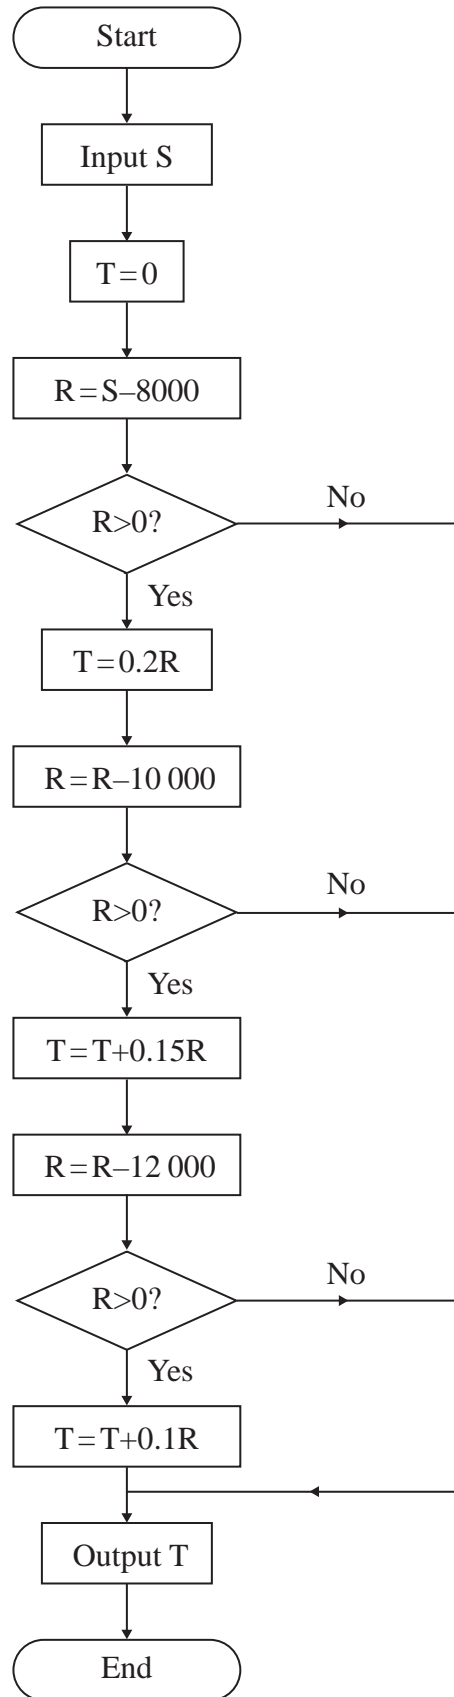 Start
Input S
T=0
R=S–8000
R>0?
No
Yes
T=0.2R
R=R–10 000
R>0?
No
Yes
T=T+0.15R
R=R–12 000
R>0?
No
Yes
T=T+0.1R
Output T
End